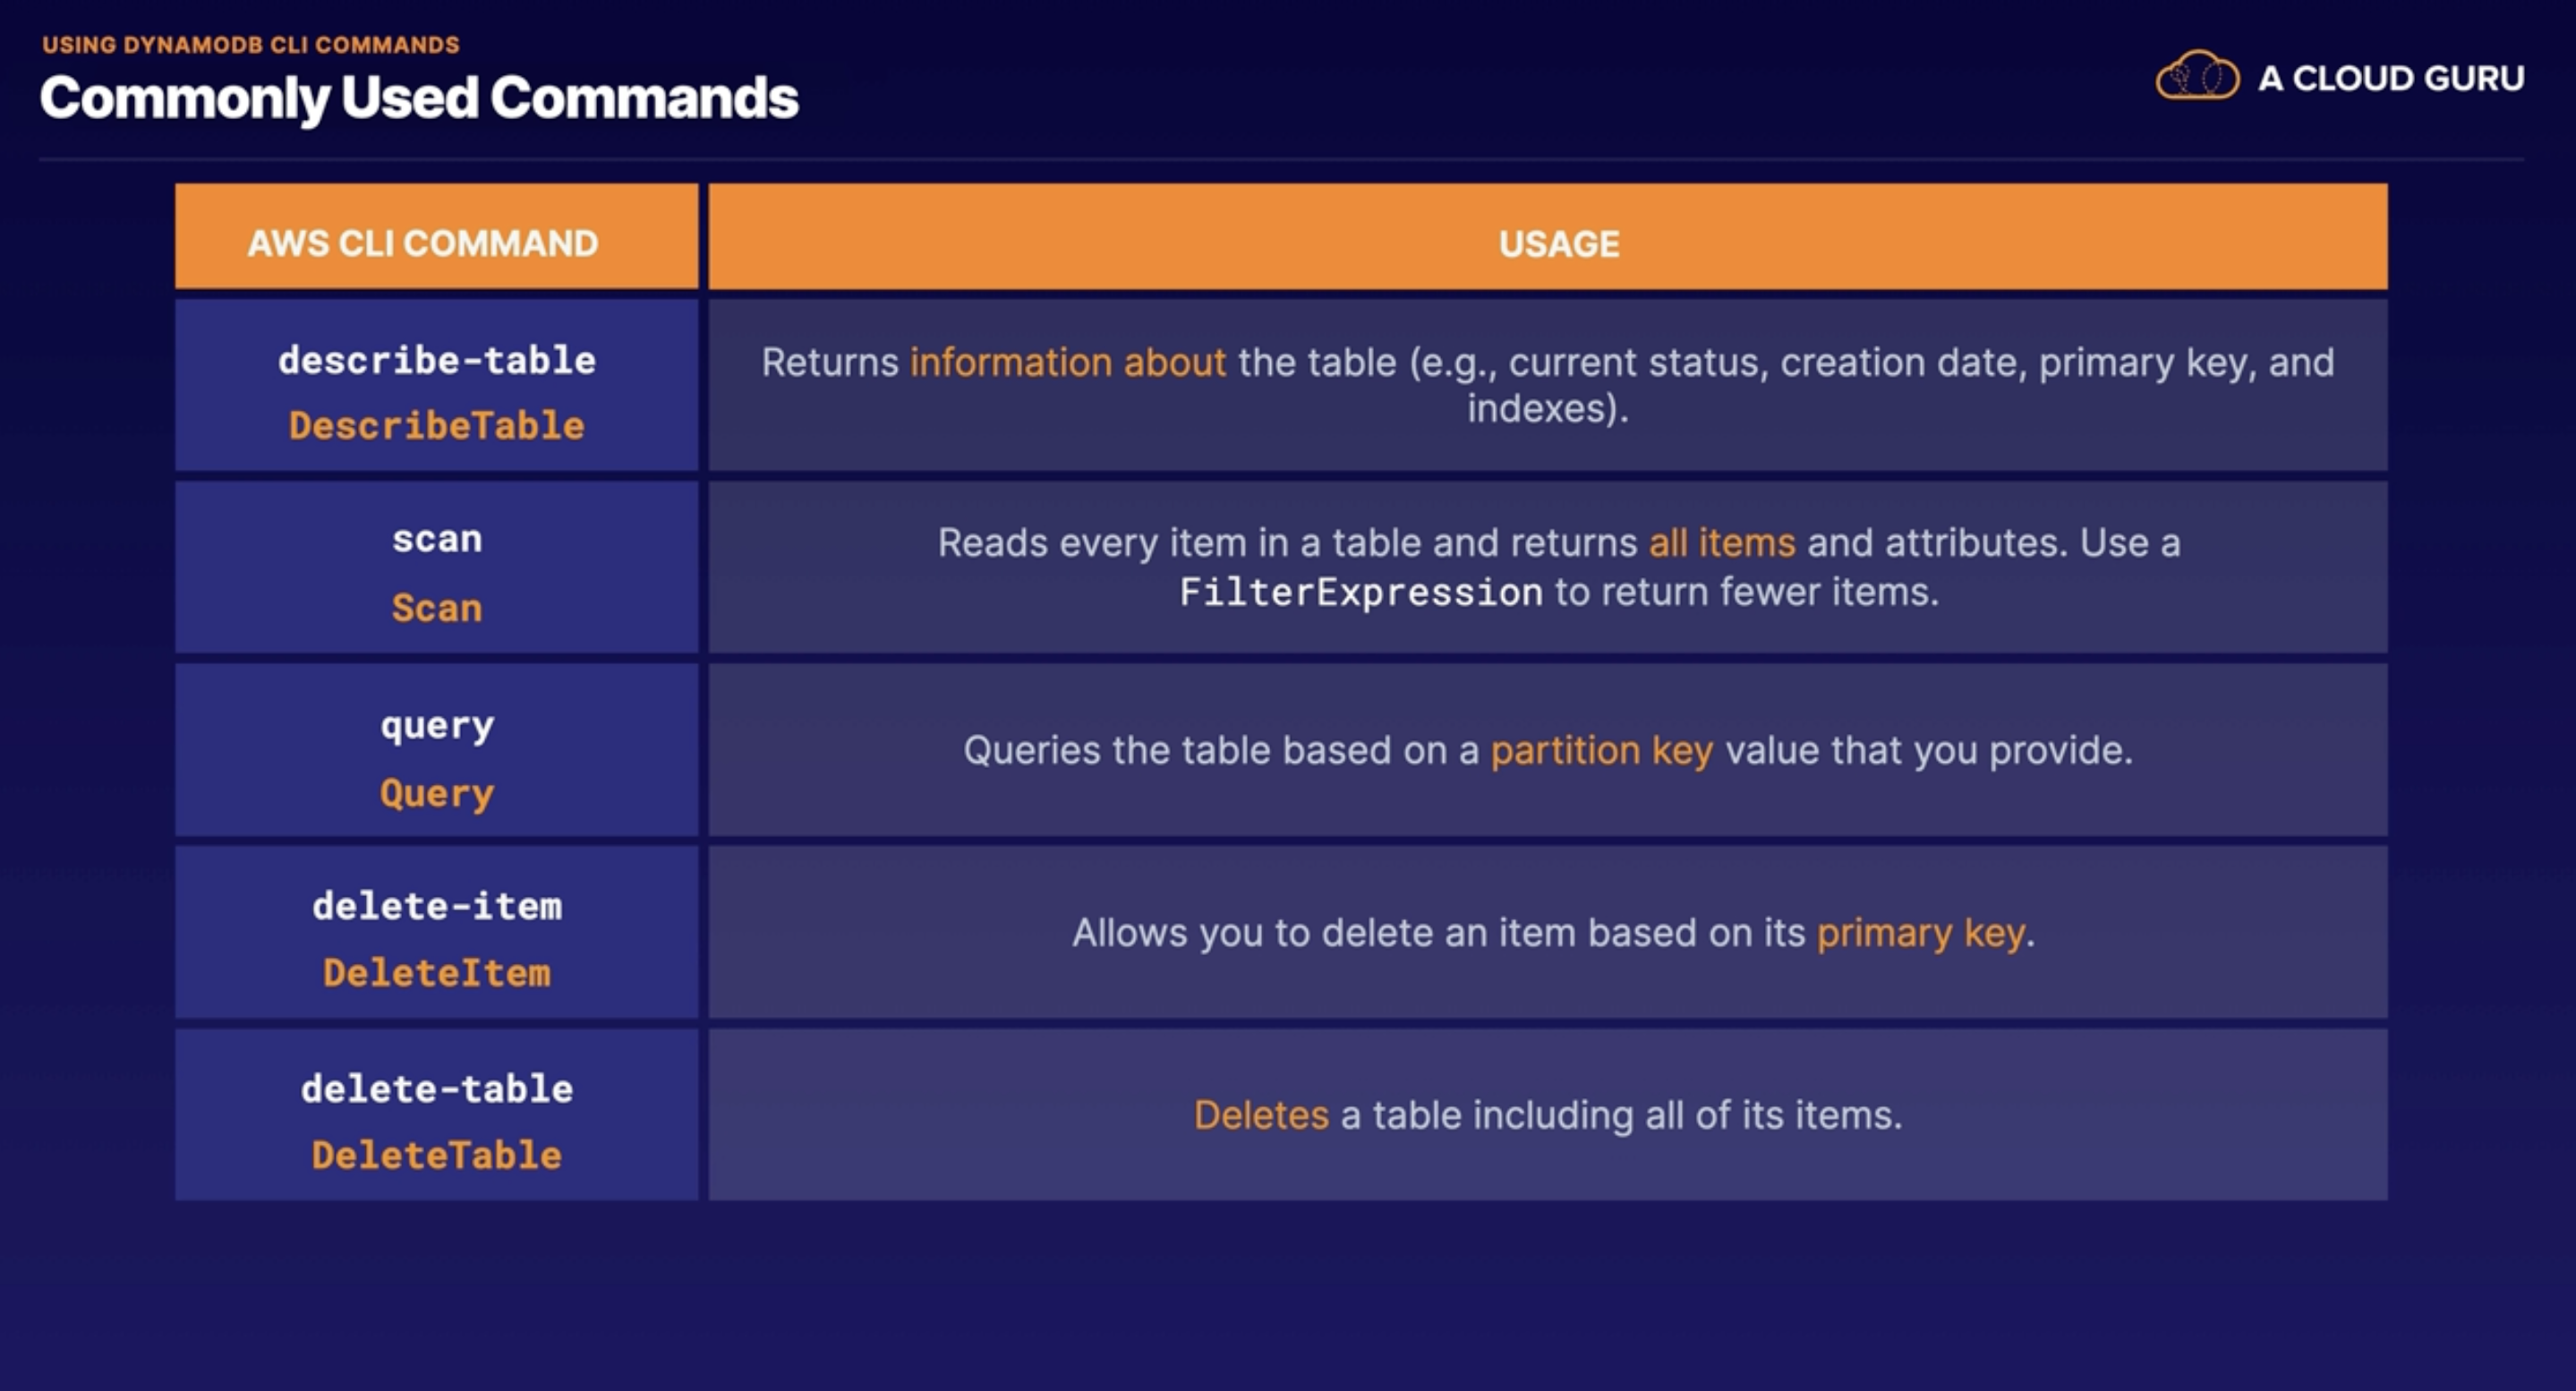 USING DYNAMODB CLI COMMANDS
Commonly Used Commands
A CLOUD GURU
AWS CLI COMMAND
USAGE
describe-table
DescribeTable
Returns information about the table (e.g., current status, creation date, primary key, and
indexes).
scan
Scan
Reads every item in a table and returns all items and attributes. Use a
FilterExpression to return fewer items.
query
Query
Queries the table based on a partition key value that you provide.
delete-item
DeleteItem
Allows you to delete an item based on its primary key.
delete-table
DeleteTable
Deletes a table including all of its items.